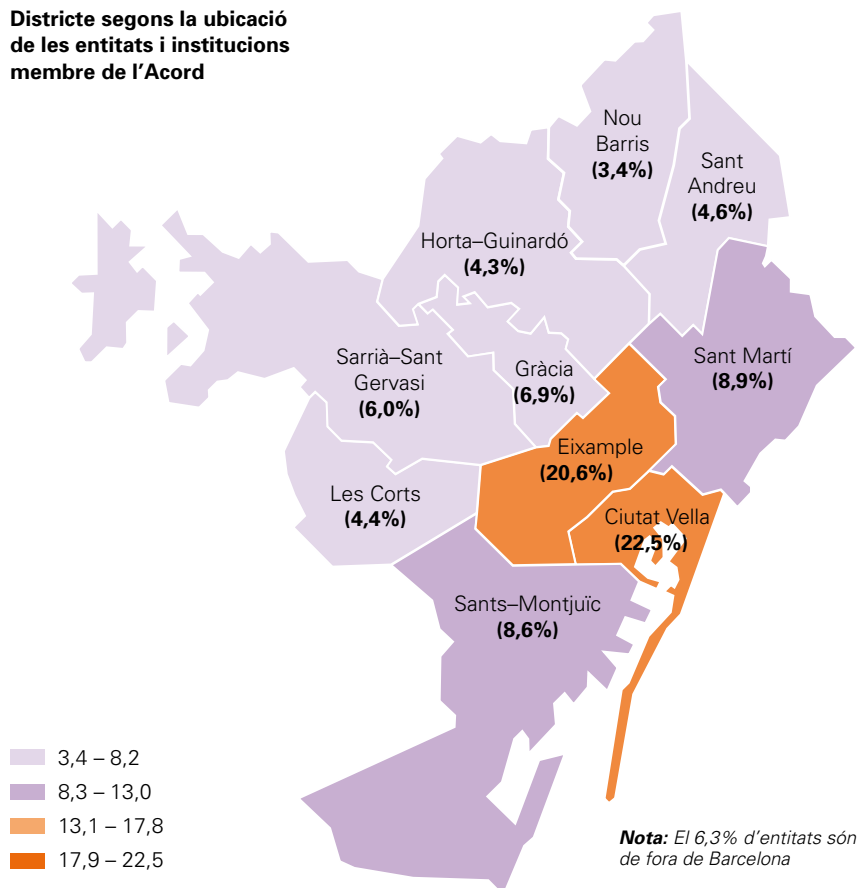 Districte segons la ubicació
de les entitats i institucions
membre de l'Acord
Nou
Barris
(3,4%)
Sant
Andreu
(4,6%)
Horta–Guinardó
(4,3%)
Sant Martí
(8,9%)
Sarrià–Sant
Gervasi
(6,0%)
Gràcia
(6,9%)
Eixample
(20,6%)
Les Corts
(4,4%)
Ciutat Vella
(22,5%)
Sants–Montjuïc
(8,6%)
3,4 – 8,2
8,3 – 13,0
13,1 – 17,8
17,9 – 22,5
Nota: El 6,3% d'entitats són
de fora de Barcelona